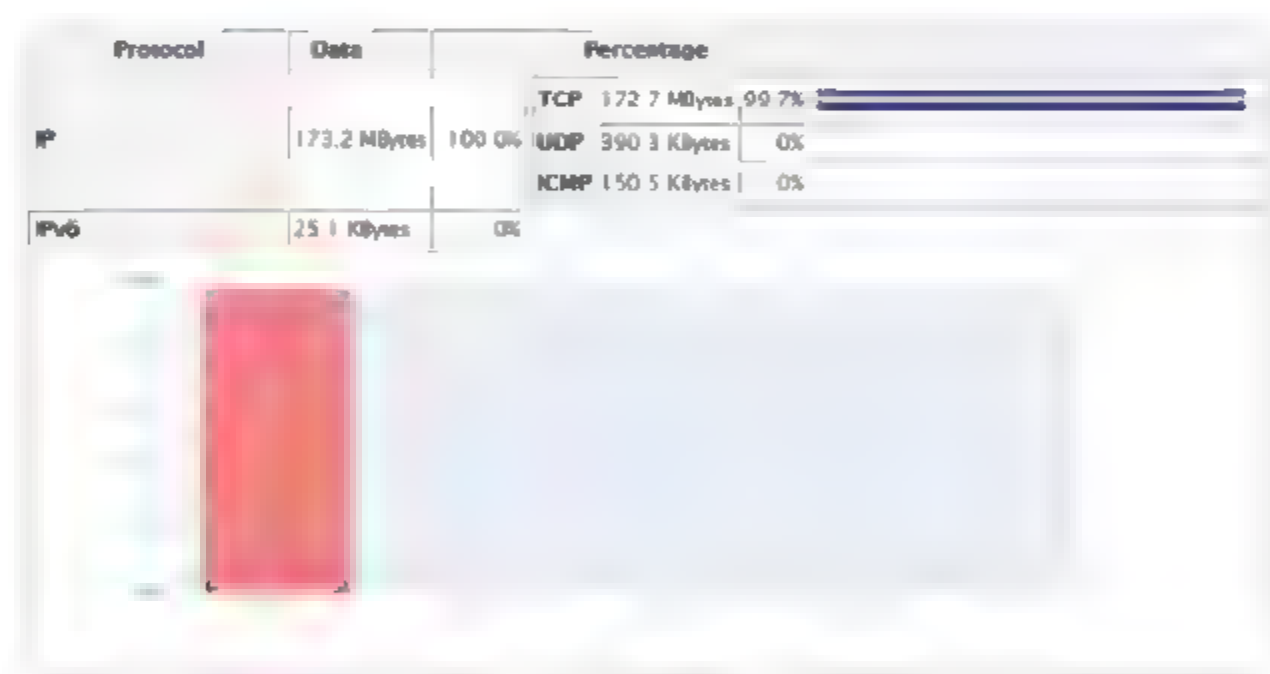 Protocol Data Percentage
TCP 172.7 MBytes 99.7%
IP 173.2 MBytes 100.0% UDP 390.3 KBytes 0%
ICMP 150.5 KBytes 0%
IPv6 25.1 KBytes 0%